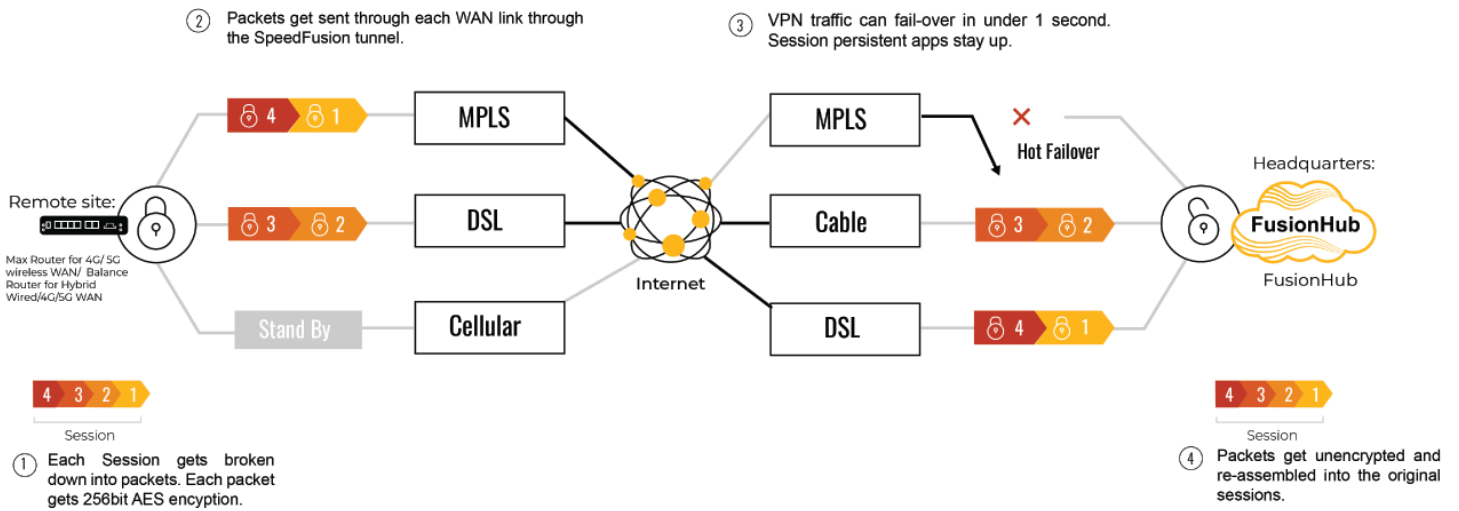 2 Packets get sent through each WAN link through
the SpeedFusion tunnel.
3 VPN traffic can fail-over in under 1 second.
Session persistent apps stay up.
4 1
MPLS
MPLS
Hot Failover
Remote site:
Max Router for 4G/5G
wireless WAN/ Balance
Router for Hybrid
Wired/4G/5G WAN
3 2
DSL
Internet
Cable
3 2
Headquarters:
FusionHub
FusionHub
Stand By
Cellular
DSL
4 1
4 3 2 1
Session
1 Each Session gets broken
down into packets. Each packet
gets 256bit AES encyption.
4 3 2 1
Session
4 Packets get unencrypted and
re-assembled into the original
sessions.